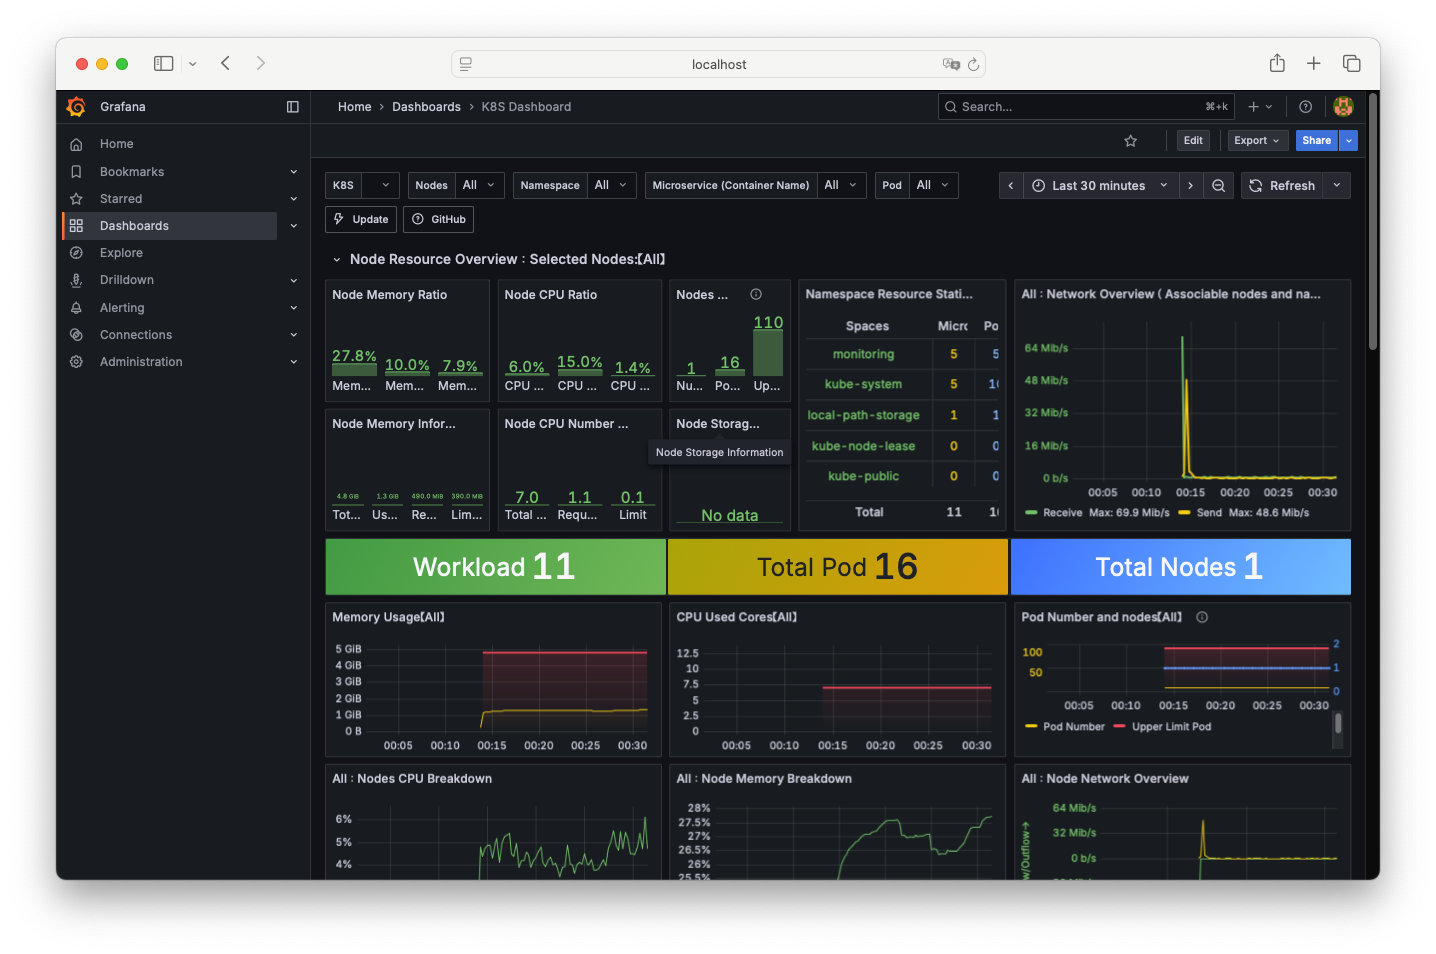 localhost
Grafana
Home › Dashboards › K8S Dashboard
Search...
⌘+k
Home
Bookmarks
Starred
Dashboards
Explore
Drilldown
Alerting
Connections
Administration
Edit
Export
Share
K8S
Nodes All
Namespace All
Microservice (Container Name) All
Pod All
Last 30 minutes
Refresh
Update
GitHub
Node Resource Overview : Selected Nodes:【All】
Node Memory Ratio
27.8% 10.0% 7.9%
Mem... Mem... Mem...
Node CPU Ratio
6.0% 15.0% 1.4%
CPU ... CPU ... CPU ...
Nodes ...
1 16 110
Nu... Po... Up...
Node Memory Infor...
4.8 GiB 1.3 GiB 490.0 MiB 390.0 MiB
Tot... Us... Re... Lim...
Node CPU Number ...
7.0 1.1 0.1
Total ... Requ... Limit
Node Storag...
Node Storage Information
No data
Namespace Resource Stati...
Spaces Micr Po
monitoring 5 5
kube-system 5 1
local-path-storage 1 1
kube-node-lease 0 0
kube-public 0 0
Total 11 1
All : Network Overview ( Associable nodes and na...
64 Mib/s
48 Mib/s
32 Mib/s
16 Mib/s
0 b/s
00:05 00:10 00:15 00:20 00:25 00:30
Receive Max: 69.9 Mib/s Send Max: 48.6 Mib/s
Workload 11
Total Pod 16
Total Nodes 1
Memory Usage【All】
5 GiB
4 GiB
3 GiB
2 GiB
1 GiB
0 B
00:05 00:10 00:15 00:20 00:25 00:30
CPU Used Cores【All】
12.5
10
7.5
5
2.5
0
00:05 00:10 00:15 00:20 00:25 00:30
Pod Number and nodes【All】
100
50
2
1
0
00:05 00:10 00:15 00:20 00:25 00:30
Pod Number Upper Limit Pod
All : Nodes CPU Breakdown
6%
5%
4%
All : Node Memory Breakdown
28%
27.5%
27%
26.5%
26%
25.5%
All : Node Network Overview
64 Mib/s
32 Mib/s
0 b/s
w/Outflow→